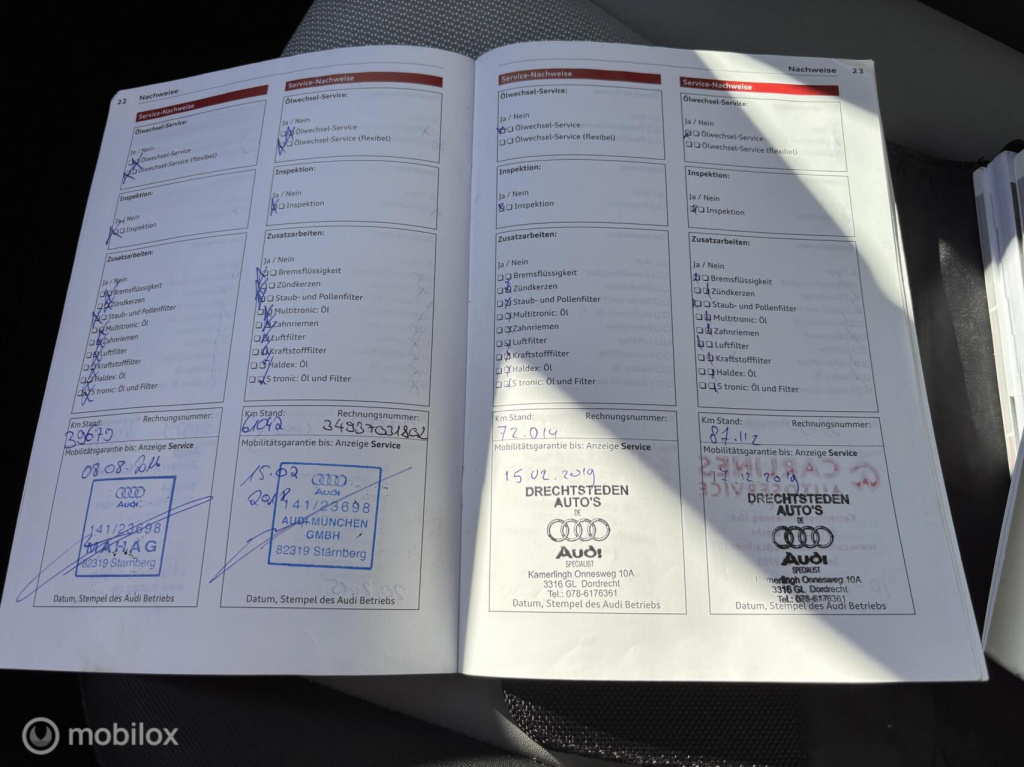 22 Nachweise
Service-Nachweise
Ölwechsel-Service:
Ja / Nein
Ölwechsel-Service
Ölwechsel-Service (flexibel)
Inspektion:
Ja / Nein
Inspektion
Zusatzarbeiten:
Ja / Nein
Bremsflüssigkeit
Zündkerzen
Staub- und Pollenfilter
Multitronic: Öl
Zahnriemen
Luftfilter
Kraftstofffilter
Haldex: Öl
S tronic: Öl und Filter
Km Stand: Rechnungsnummer:
39679
Mobilitätsgarantie bis: Anzeige Service
08.08.2016
Audi
141/23698
MAHAG
82319 Starnberg
Datum, Stempel des Audi Betriebs
Service-Nachweise
Ölwechsel-Service:
Ja / Nein
Ölwechsel-Service
Ölwechsel-Service (flexibel)
Inspektion:
Ja / Nein
Inspektion
Zusatzarbeiten:
Ja / Nein
Bremsflüssigkeit
Zündkerzen
Staub- und Pollenfilter
Multitronic: Öl
Zahnriemen
Luftfilter
Kraftstofffilter
Haldex: Öl
S tronic: Öl und Filter
Km Stand: Rechnungsnummer:
61042
Mobilitätsgarantie bis: Anzeige Service
15.02
2018
Audi
141/23698
AUDI MÜNCHEN
GMBH
82319 Starnberg
Datum, Stempel des Audi Betriebs
Nachweise 23
Service-Nachweise
Ölwechsel-Service:
Ja / Nein
Ölwechsel-Service
Ölwechsel-Service (flexibel)
Inspektion:
Ja / Nein
Inspektion
Zusatzarbeiten:
Ja / Nein
Bremsflüssigkeit
Zündkerzen
Staub- und Pollenfilter
Multitronic: Öl
Zahnriemen
Luftfilter
Kraftstofffilter
Haldex: Öl
S tronic: Öl und Filter
Km Stand: Rechnungsnummer:
72.014
Mobilitätsgarantie bis: Anzeige Service
15.02.2019
DRECHTSTEDEN
AUTO'S
DE
Audi
SPECIALIST
Kamerlingh Onnesweg 10A
3316 GL Dordrecht
Tel.: 078-6176361
Datum, Stempel des Audi Betriebs
Service-Nachweise
Ölwechsel-Service:
Ja / Nein
Ölwechsel-Service
Ölwechsel-Service (flexibel)
Inspektion:
Ja / Nein
Inspektion
Zusatzarbeiten:
Ja / Nein
Bremsflüssigkeit
Zündkerzen
Staub- und Pollenfilter
Multitronic: Öl
Zahnriemen
Luftfilter
Kraftstofffilter
Haldex: Öl
S tronic: Öl und Filter
Km Stand: Rechnungsnummer:
87.112
Mobilitätsgarantie bis: Anzeige Service
17.12.2019
DRECHTSTEDEN
AUTO'S
DE
Audi
SPECIALIST
Kamerlingh Onnesweg 10A
3316 GL Dordrecht
Tel.: 078-6176361
Datum, Stempel des Audi Betriebs
mobilox